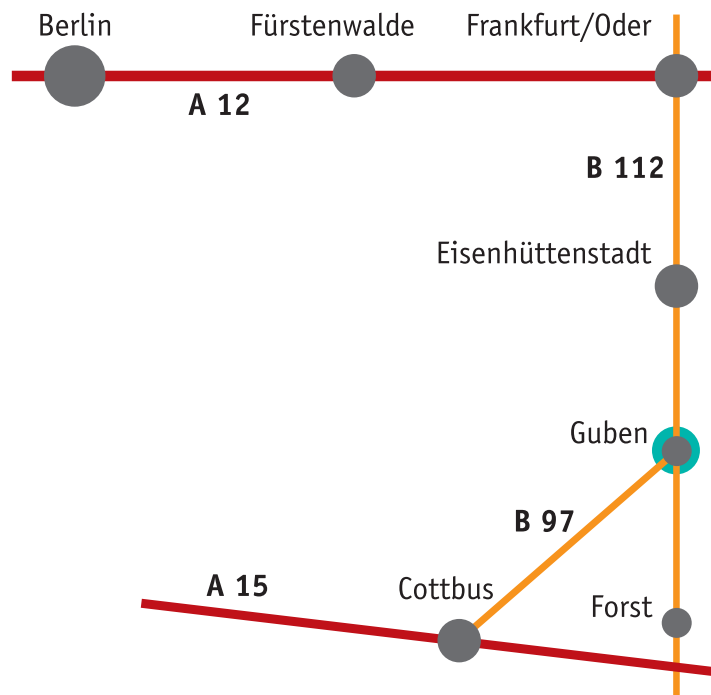 Berlin
Fürstenwalde
Frankfurt/Oder
A 12
B 112
Eisenhüttenstadt
Guben
B 97
A 15
Cottbus
Forst